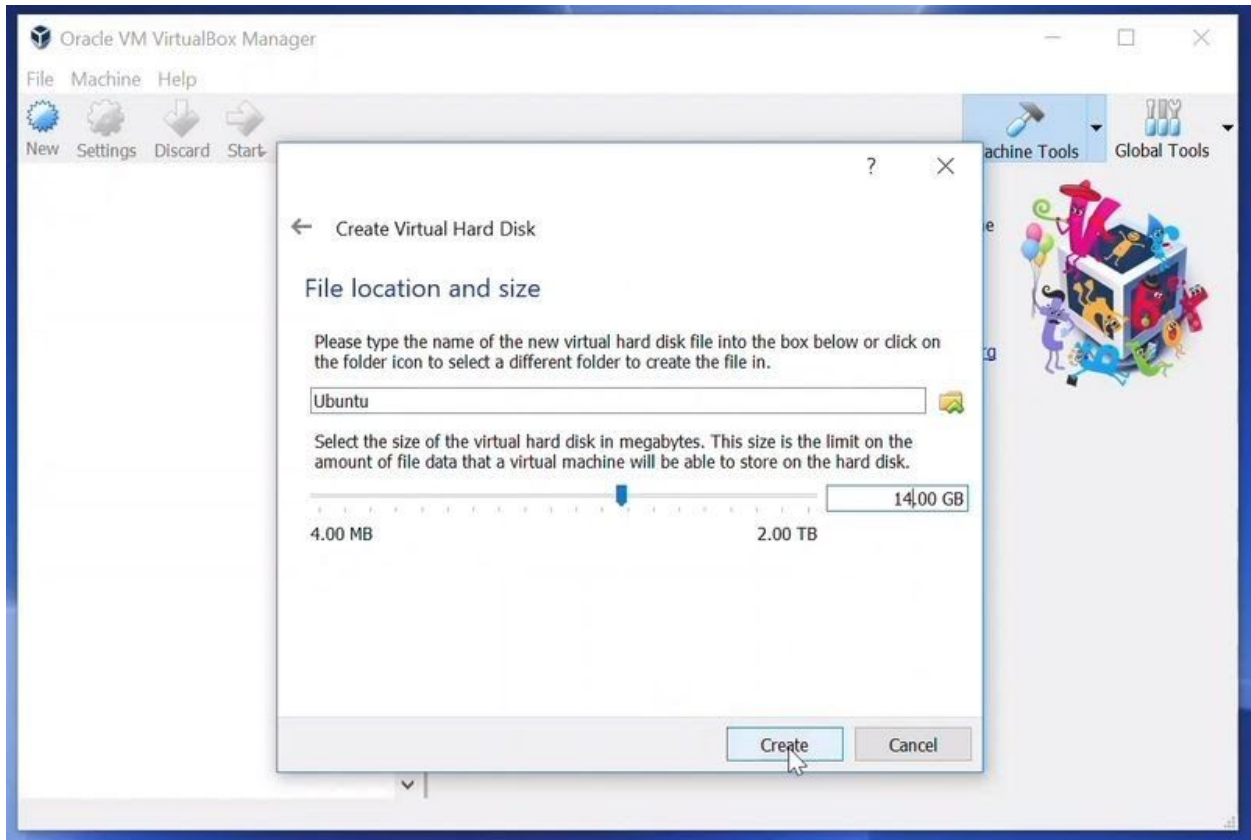 Oracle VM VirtualBox Manager
File Machine Help
New Settings Discard Start
achine Tools
Global Tools
?
Create Virtual Hard Disk
e
File location and size
Please type the name of the new virtual hard disk file into the box below or click on
the folder icon to select a different folder to create the file in.
rg
Ubuntu
Select the size of the virtual hard disk in megabytes. This size is the limit on the
amount of file data that a virtual machine will be able to store on the hard disk.
14.00 GB
4.00 MB
2.00 TB
Create
Cancel